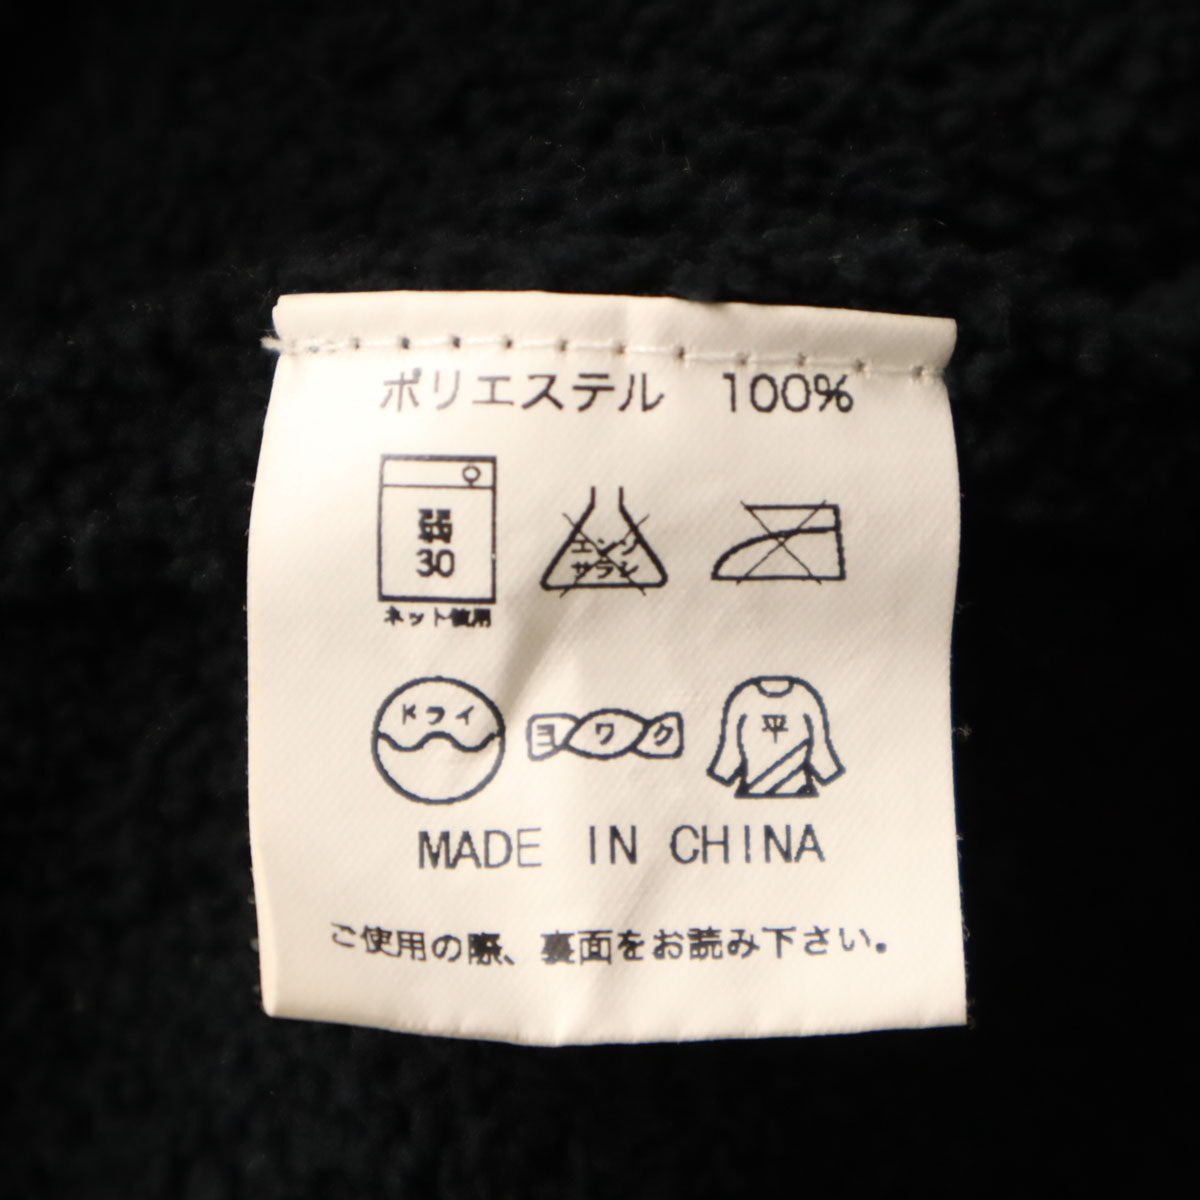 ポリエステル 100%
弱
30
ネット使用
エンソ
サラシ
ドライ
ヨワク
平
MADE IN CHINA
ご使用の際、裏面をお読み下さい。